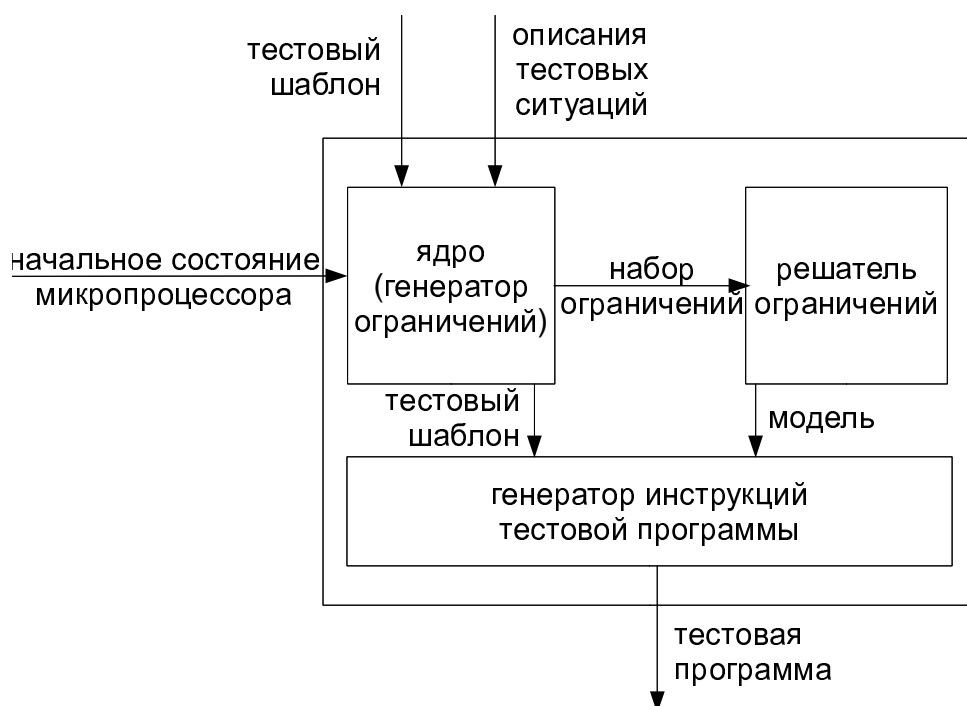 тестовый
шаблон
описания
тестовых
ситуаций
начальное состояние
микропроцессора
ядро
(генератор
ограничений)
набор
ограничений
решатель
ограничений
тестовый
шаблон
модель
генератор инструкций
тестовой программы
тестовая
программа